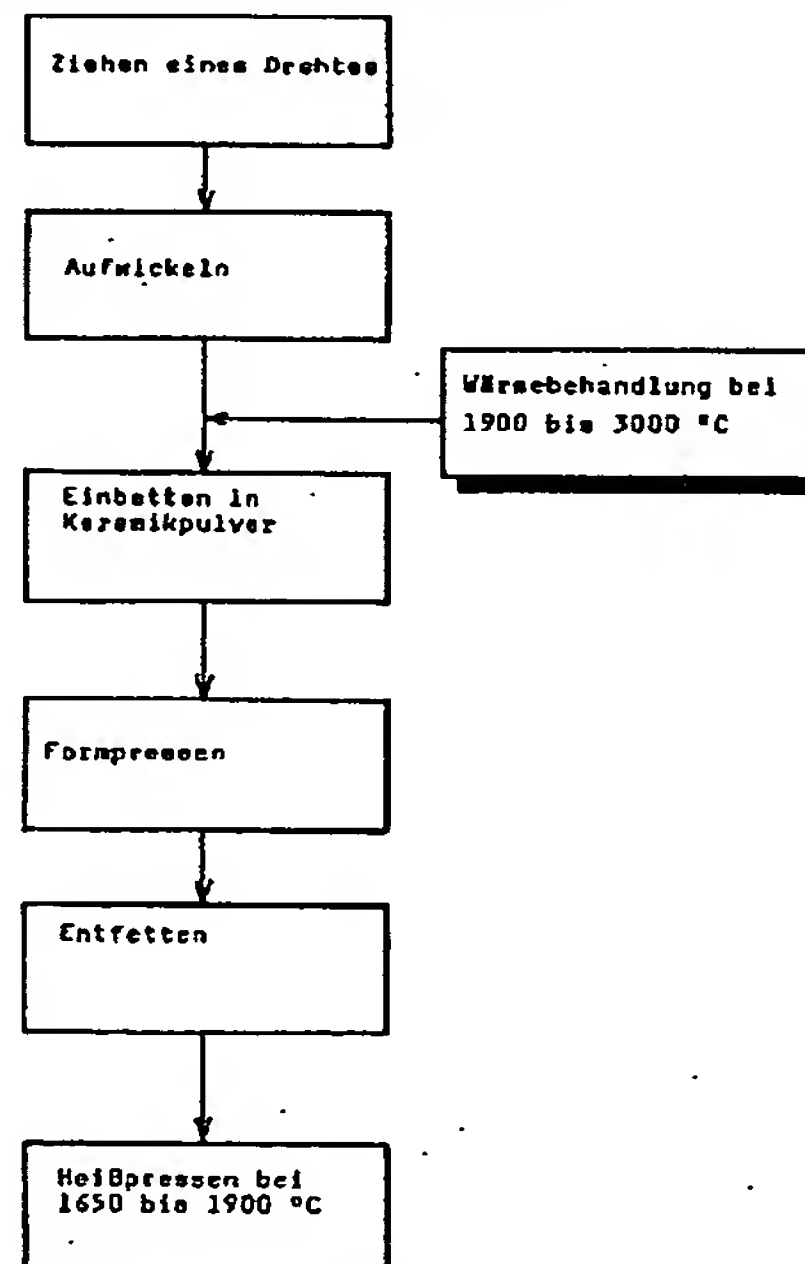 Ziehen eines Drahtes
Aufwickeln
Wärmebehandlung bei
1900 bis 3000 °C
Einbetten in
Keramikpulver
Formpressen
Entfetten
Heißpressen bei
1650 bis 1900 °C